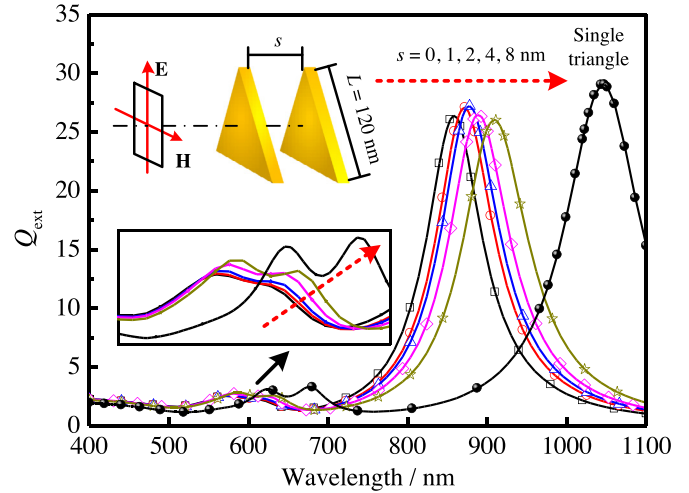 35
30
25
20
15
10
5
0
Q_ext
400
500
600
700
800
900
1000
1100
Wavelength / nm
E
H
s
L = 120 nm
s = 0, 1, 2, 4, 8 nm
Single
triangle